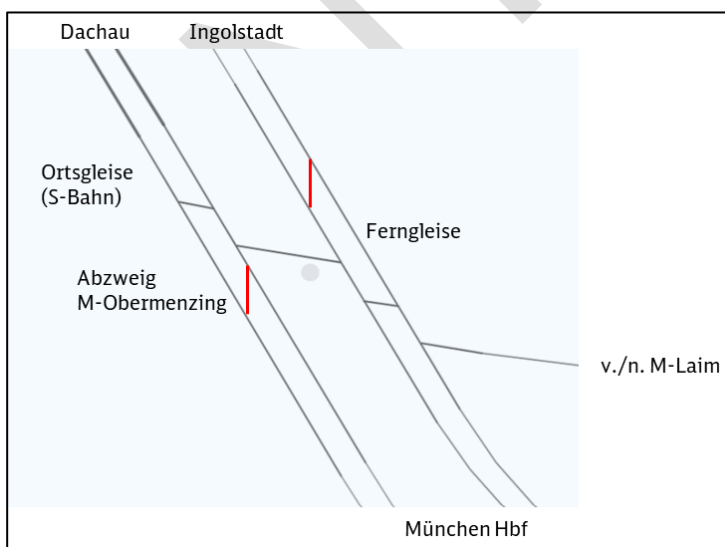 Dachau
Ingolstadt
Ortsgleise
(S-Bahn)
Ferngleise
Abzweig
M-Obermenzing
v./n. M-Laim
München Hbf